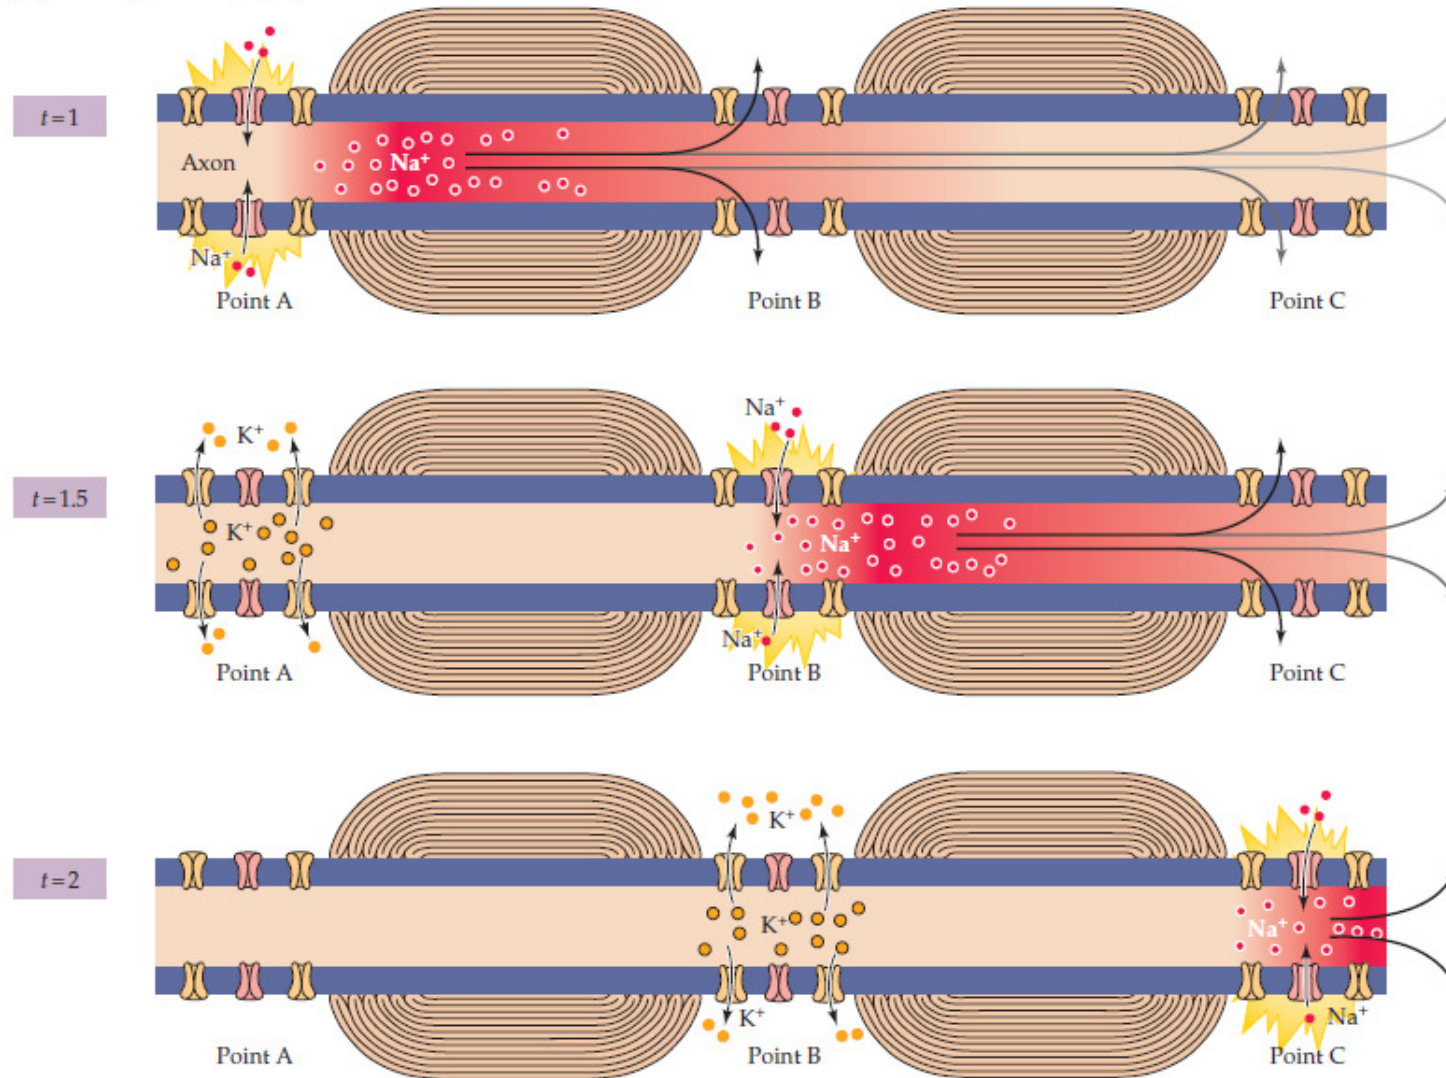 t=1
Axon
Na⁺
Na⁺
Point A
Point B
Point C
t=1.5
K⁺
Na⁺
K⁺
Na⁺
Na⁺
Point A
Point B
Point C
t=2
K⁺
K⁺
Na⁺
K⁺
Na⁺
Point A
Point B
Point C